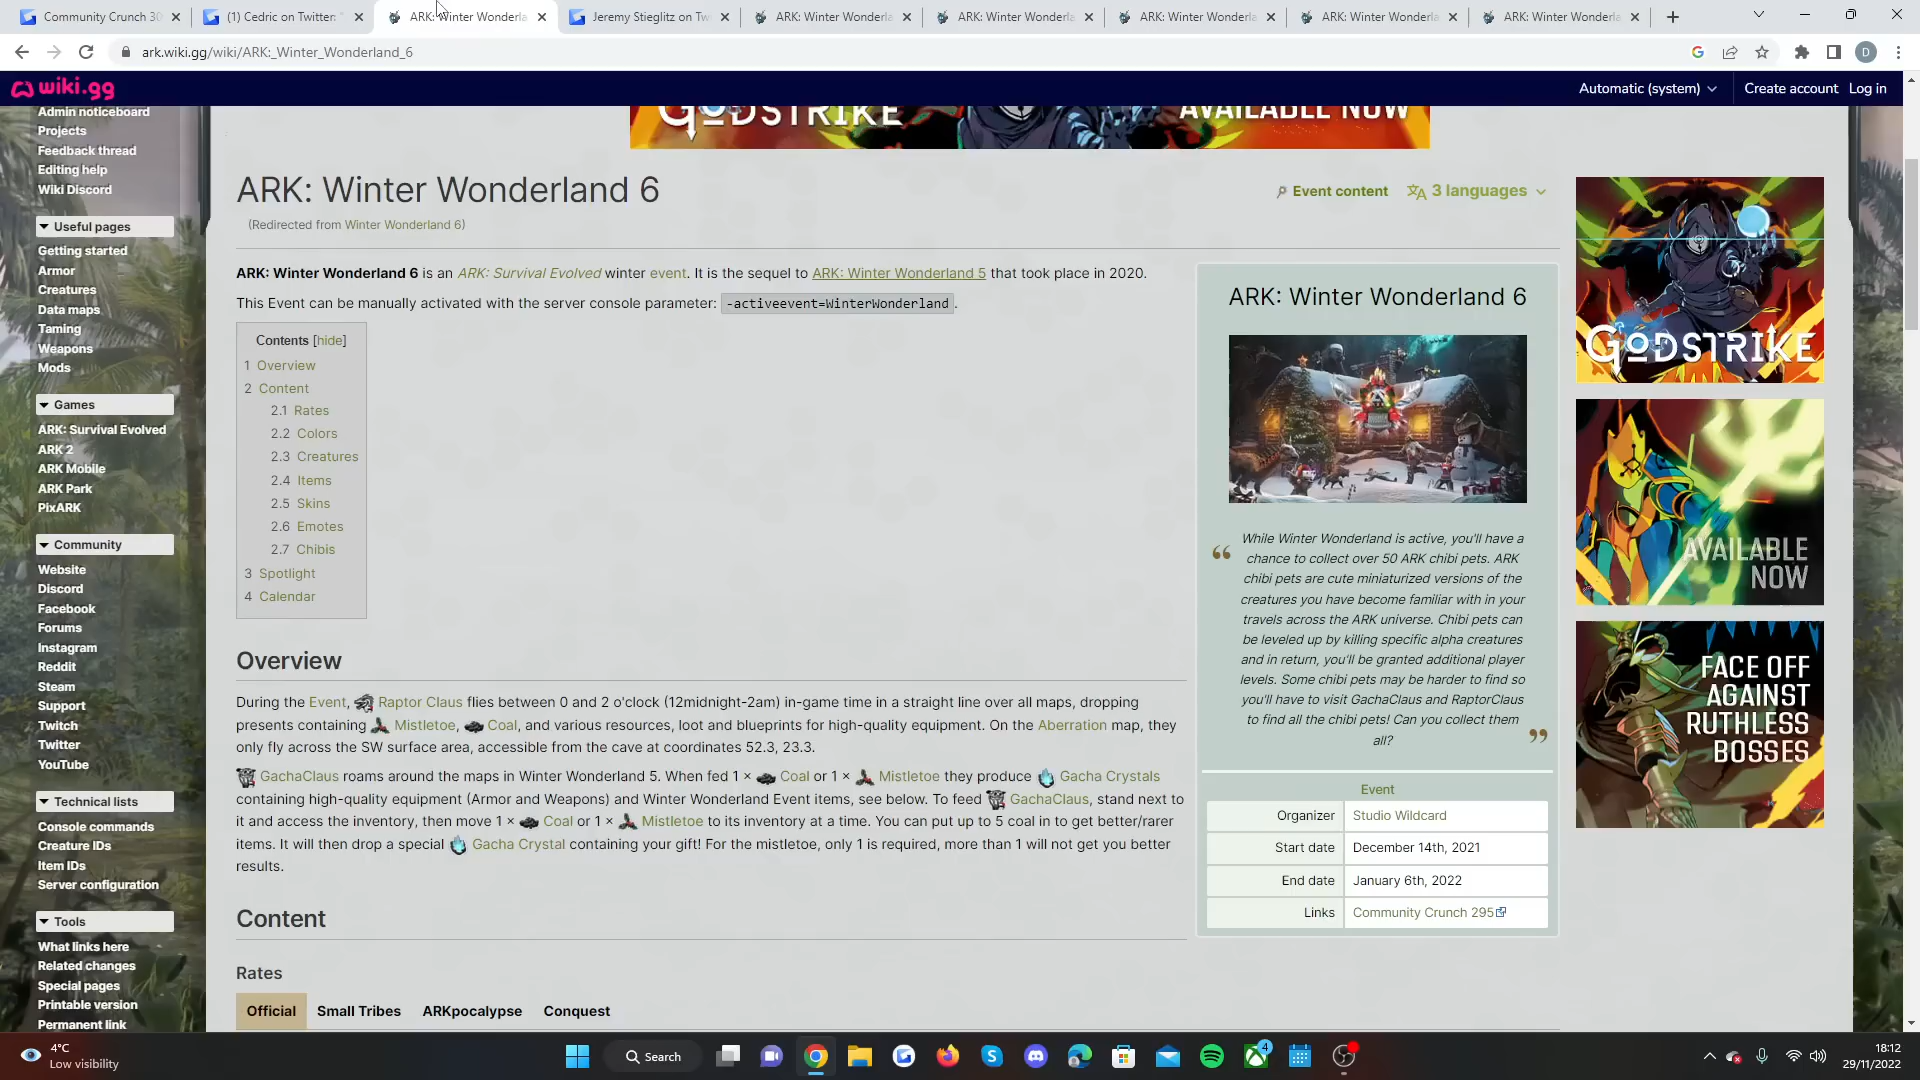 Community Crunch 30
(1) Cedric on Twitter: "
ARK: Winter Wonderla
Jeremy Stieglitz on Tw
ARK: Winter Wonderla
ARK: Winter Wonderla
ARK: Winter Wonderla
ARK: Winter Wonderla
ARK: Winter Wonderla
ark.wiki.gg/wiki/ARK:_Winter_Wonderland_6
D
wiki.gg
Automatic (system)
Create account
Log in
Admin noticeboard
Projects
Feedback thread
Editing help
Wiki Discord
Useful pages
Getting started
Armor
Creatures
Data maps
Taming
Weapons
Mods
Games
ARK: Survival Evolved
ARK 2
ARK Mobile
ARK Park
PixARK
Community
Website
Discord
Facebook
Forums
Instagram
Reddit
Steam
Support
Twitch
Twitter
YouTube
Technical lists
Console commands
Creature IDs
Item IDs
Server configuration
Tools
What links here
Related changes
Special pages
Printable version
Permanent link
GODSTRIKE
AVAILABLE NOW
ARK: Winter Wonderland 6
Event content
3 languages
(Redirected from Winter Wonderland 6)
ARK: Winter Wonderland 6 is an ARK: Survival Evolved winter event. It is the sequel to ARK: Winter Wonderland 5 that took place in 2020.
This Event can be manually activated with the server console parameter: -activeevent=WinterWonderland.
Contents [hide]
1 Overview
2 Content
2.1 Rates
2.2 Colors
2.3 Creatures
2.4 Items
2.5 Skins
2.6 Emotes
2.7 Chibis
3 Spotlight
4 Calendar
Overview
During the Event, Raptor Claus flies between 0 and 2 o'clock (12midnight-2am) in-game time in a straight line over all maps, dropping
presents containing Mistletoe, Coal, and various resources, loot and blueprints for high-quality equipment. On the Aberration map, they
only fly across the SW surface area, accessible from the cave at coordinates 52.3, 23.3.
GachaClaus roams around the maps in Winter Wonderland 5. When fed 1 × Coal or 1 × Mistletoe they produce Gacha Crystals
containing high-quality equipment (Armor and Weapons) and Winter Wonderland Event items, see below. To feed GachaClaus, stand next to
it and access the inventory, then move 1 × Coal or 1 × Mistletoe to its inventory at a time. You can put up to 5 coal in to get better/rarer
items. It will then drop a special Gacha Crystal containing your gift! For the mistletoe, only 1 is required, more than 1 will not get you better
results.
Content
Rates
Official
Small Tribes
ARKpocalypse
Conquest
ARK: Winter Wonderland 6
“ While Winter Wonderland is active, you'll have a
chance to collect over 50 ARK chibi pets. ARK
chibi pets are cute miniaturized versions of the
creatures you have become familiar with in your
travels across the ARK universe. Chibi pets can
be leveled up by killing specific alpha creatures
and in return, you'll be granted additional player
levels. Some chibi pets may be harder to find so
you'll have to visit GachaClaus and RaptorClaus
to find all the chibi pets! Can you collect them
all? ”
Event
Organizer Studio Wildcard
Start date December 14th, 2021
End date January 6th, 2022
Links Community Crunch 295
GODSTRIKE
AVAILABLE
NOW
FACE OFF
AGAINST
RUTHLESS
BOSSES
4°C
Low visibility
Search
4
18:12
29/11/2022